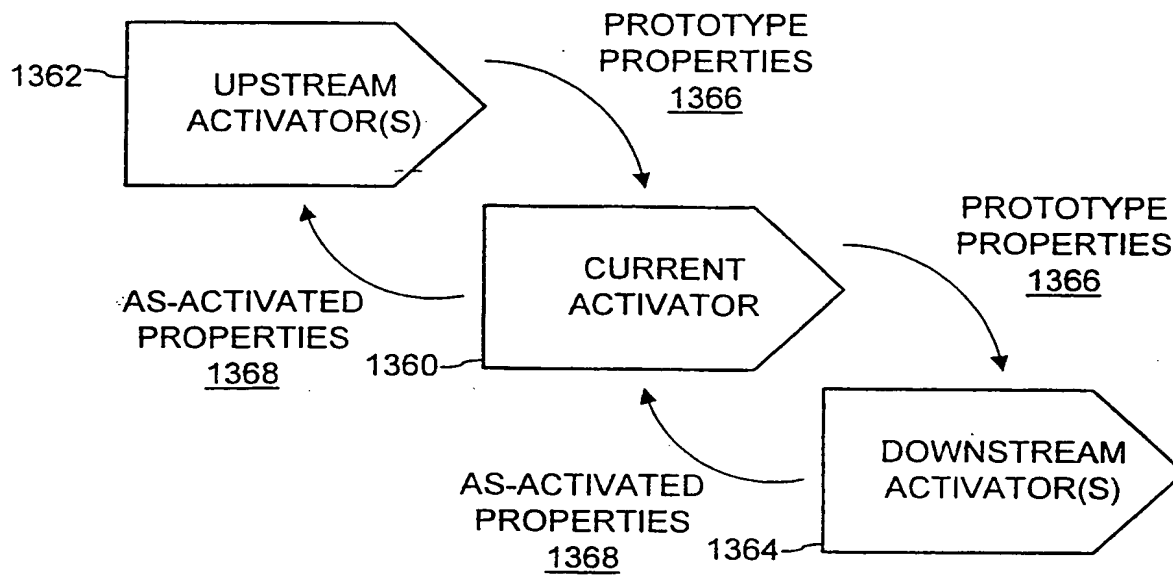 PROTOTYPE
PROPERTIES
1366
1362
UPSTREAM
ACTIVATOR(S)
PROTOTYPE
PROPERTIES
1366
CURRENT
ACTIVATOR
AS-ACTIVATED
PROPERTIES
1368
1360
DOWNSTREAM
ACTIVATOR(S)
AS-ACTIVATED
PROPERTIES
1368
1364